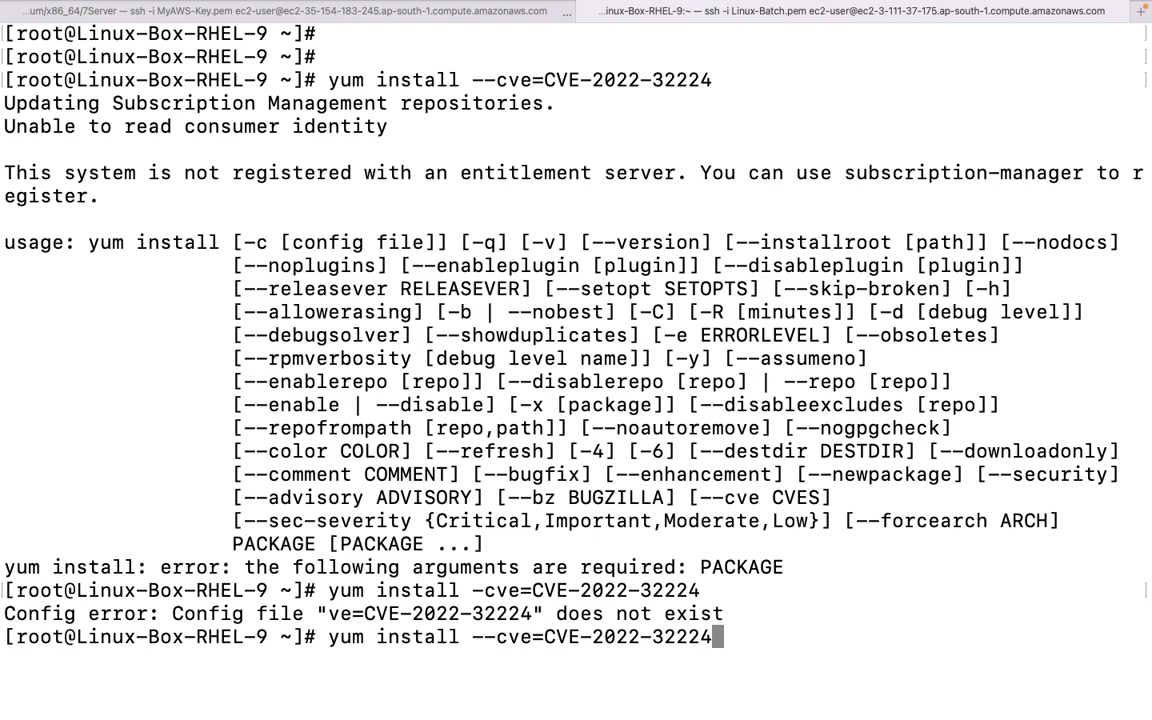 ...um/x86_64/7Server — ssh -i MyAWS-Key.pem ec2-user@ec2-35-154-183-245.ap-south-1.compute.amazonaws.com ... ...inux-Box-RHEL-9:~ — ssh -i Linux-Batch.pem ec2-user@ec2-3-111-37-175.ap-south-1.compute.amazonaws.com +
[root@Linux-Box-RHEL-9 ~]#
[root@Linux-Box-RHEL-9 ~]#
[root@Linux-Box-RHEL-9 ~]# yum install --cve=CVE-2022-32224
Updating Subscription Management repositories.
Unable to read consumer identity
This system is not registered with an entitlement server. You can use subscription-manager to r
egister.
usage: yum install [-c [config file]] [-q] [-v] [--version] [--installroot [path]] [--nodocs]
[--noplugins] [--enableplugin [plugin]] [--disableplugin [plugin]]
[--releasever RELEASEVER] [--setopt SETOPTS] [--skip-broken] [-h]
[--allowerasing] [-b | --nobest] [-C] [-R [minutes]] [-d [debug level]]
[--debugsolver] [--showduplicates] [-e ERRORLEVEL] [--obsoletes]
[--rpmverbosity [debug level name]] [-y] [--assumeno]
[--enablerepo [repo]] [--disablerepo [repo] | --repo [repo]]
[--enable | --disable] [-x [package]] [--disableexcludes [repo]]
[--repofrompath [repo,path]] [--noautoremove] [--nogpgcheck]
[--color COLOR] [--refresh] [-4] [-6] [--destdir DESTDIR] [--downloadonly]
[--comment COMMENT] [--bugfix] [--enhancement] [--newpackage] [--security]
[--advisory ADVISORY] [--bz BUGZILLA] [--cve CVES]
[--sec-severity {Critical,Important,Moderate,Low}] [--forcearch ARCH]
PACKAGE [PACKAGE ...]
yum install: error: the following arguments are required: PACKAGE
[root@Linux-Box-RHEL-9 ~]# yum install -cve=CVE-2022-32224
Config error: Config file "ve=CVE-2022-32224" does not exist
[root@Linux-Box-RHEL-9 ~]# yum install --cve=CVE-2022-32224